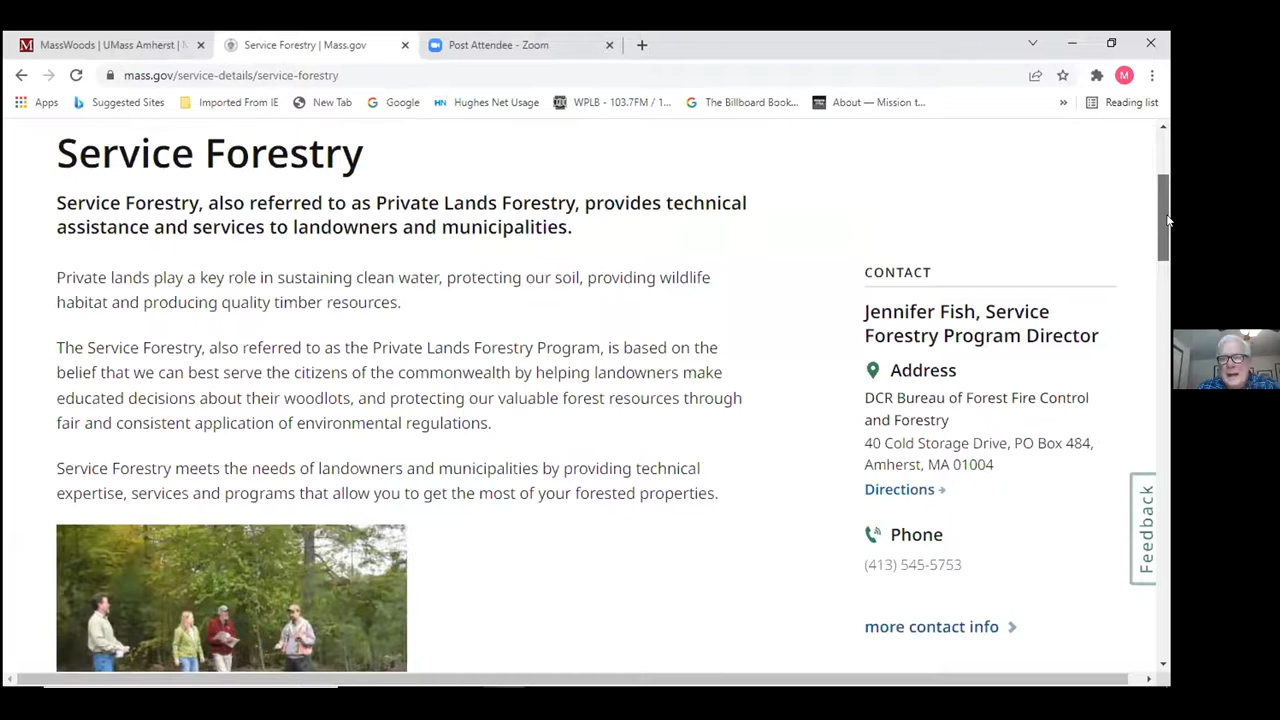 MassWoods | UMass Amherst |
Service Forestry | Mass.gov
Post Attendee - Zoom
mass.gov/service-details/service-forestry
M
Apps Suggested Sites Imported From IE New Tab Google Hughes Net Usage WPLB - 103.7FM / 1... The Billboard Book... About — Mission t... » Reading list
Service Forestry
Service Forestry, also referred to as Private Lands Forestry, provides technical
assistance and services to landowners and municipalities.
Private lands play a key role in sustaining clean water, protecting our soil, providing wildlife
habitat and producing quality timber resources.
The Service Forestry, also referred to as the Private Lands Forestry Program, is based on the
belief that we can best serve the citizens of the commonwealth by helping landowners make
educated decisions about their woodlots, and protecting our valuable forest resources through
fair and consistent application of environmental regulations.
Service Forestry meets the needs of landowners and municipalities by providing technical
expertise, services and programs that allow you to get the most of your forested properties.
CONTACT
Jennifer Fish, Service
Forestry Program Director
Address
DCR Bureau of Forest Fire Control
and Forestry
40 Cold Storage Drive, PO Box 484,
Amherst, MA 01004
Directions
Phone
(413) 545-5753
more contact info
Feedback